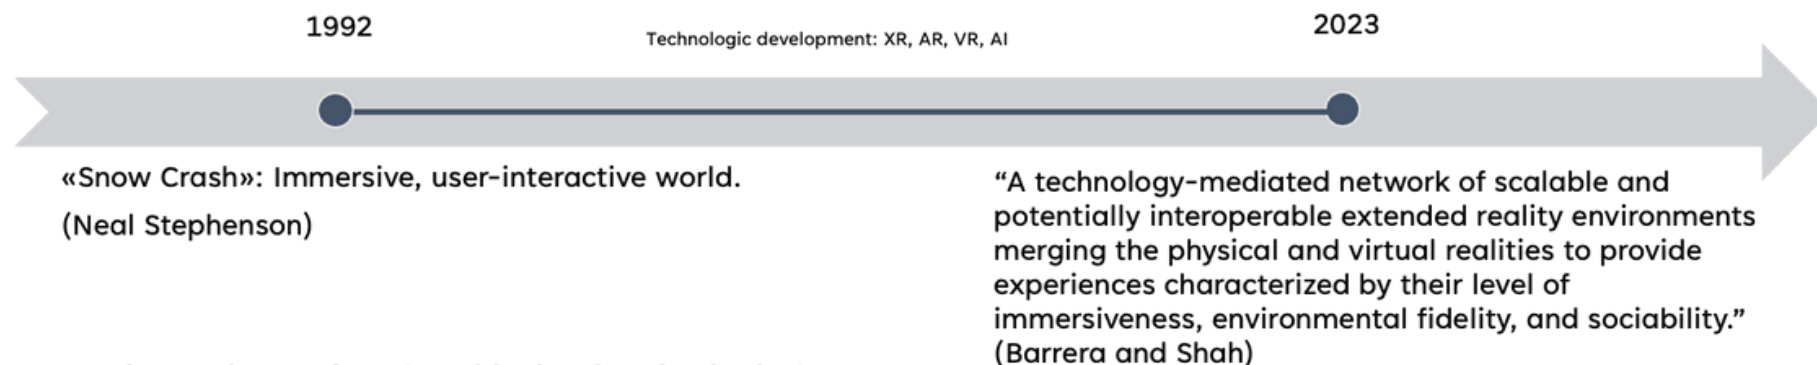 1992
Technologic development: XR, AR, VR, AI
2023
«Snow Crash»: Immersive, user-interactive world.
(Neal Stephenson)
“A technology-mediated network of scalable and
potentially interoperable extended reality environments
merging the physical and virtual realities to provide
experiences characterized by their level of
immersiveness, environmental fidelity, and sociability.”
(Barrera and Shah)